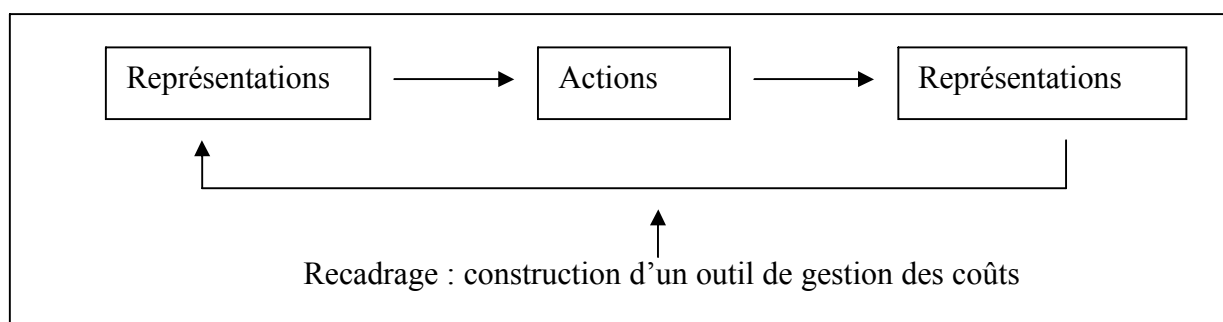 Représentations
Actions
Représentations
Recadrage : construction d’un outil de gestion des coûts